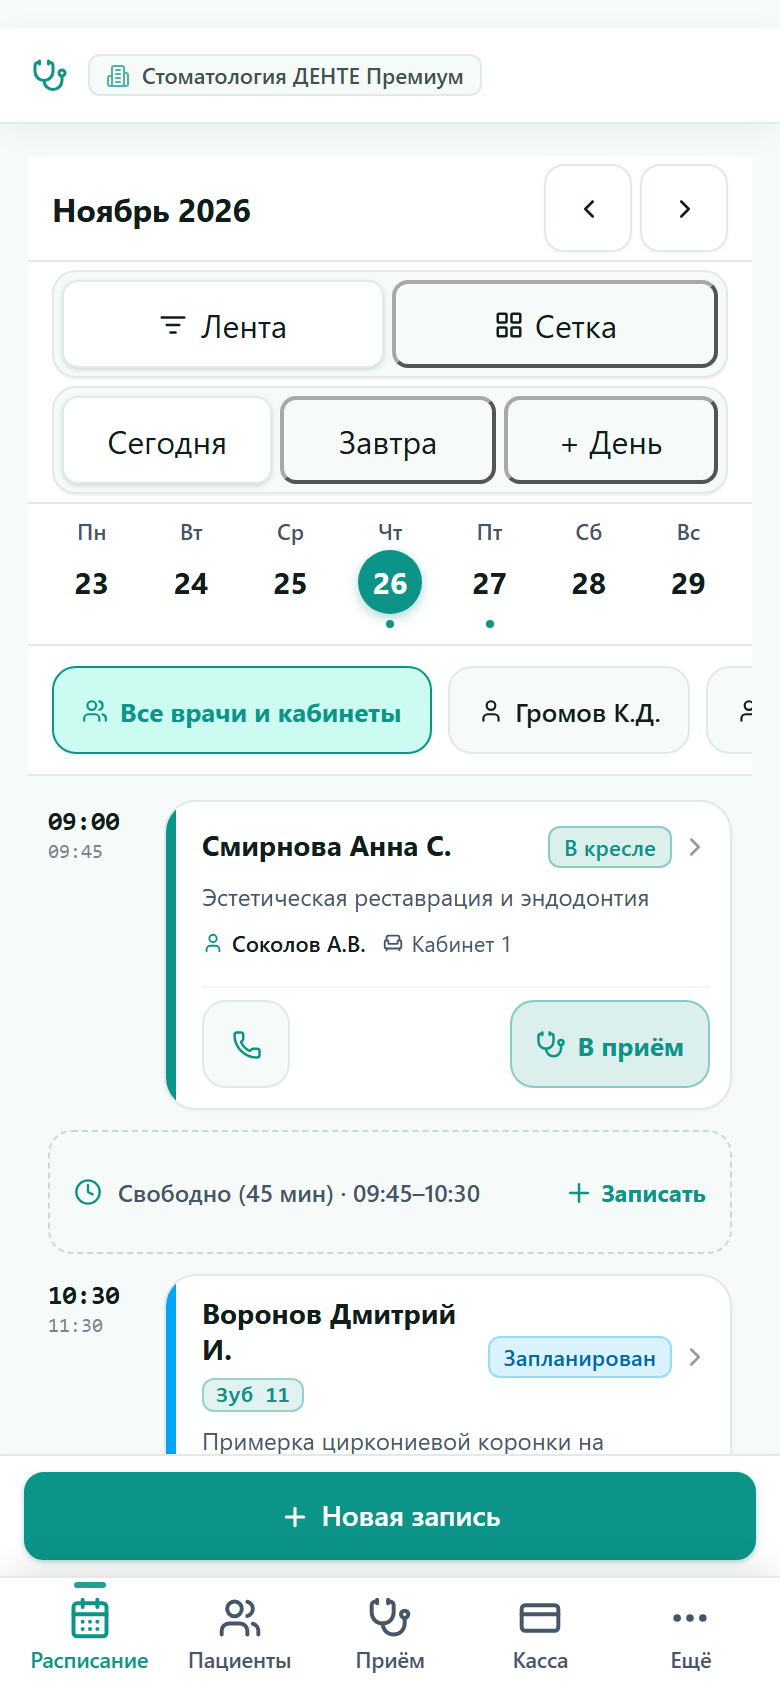 Стоматология ДЕНТЕ Премиум
Ноябрь 2026
Лента
Сетка
Сегодня
Завтра
+ День
Пн Вт Ср Чт Пт Сб Вс
23 24 25 26 27 28 29
Все врачи и кабинеты
Громов К.Д.
09:00
09:45
Смирнова Анна С.
В кресле
Эстетическая реставрация и эндодонтия
Соколов А.В.
Кабинет 1
В приём
Свободно (45 мин) · 09:45–10:30
+ Записать
10:30
11:30
Воронов Дмитрий
И.
Запланирован
Зуб 11
Примерка циркониевой коронки на
+ Новая запись
Расписание
Пациенты
Приём
Касса
Ещё